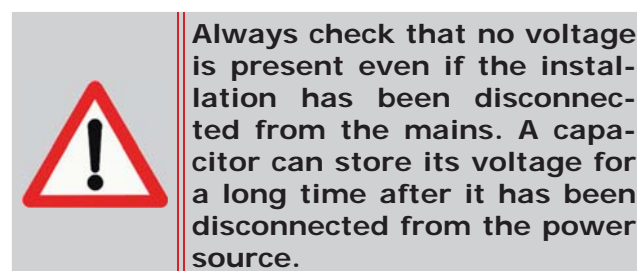 Always check that no voltage
is present even if the instal-
lation has been disconnec-
ted from the mains. A capa-
citor can store its voltage for
a long time after it has been
disconnected from the power
source.